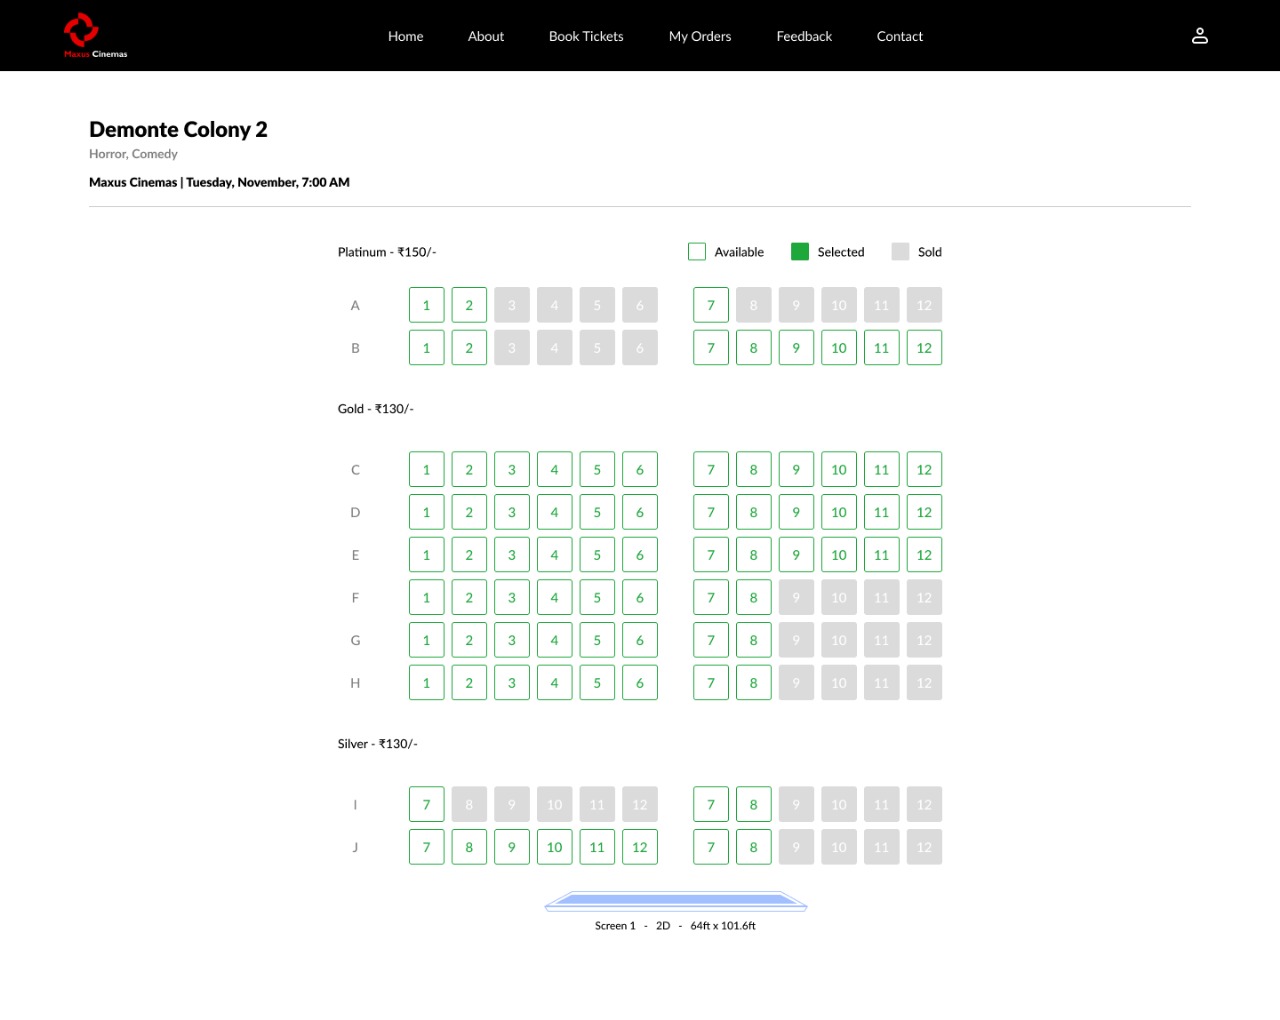 Maxus Cinemas
Home About Book Tickets My Orders Feedback Contact
Demonte Colony 2
Horror, Comedy
Maxus Cinemas | Tuesday, November, 7:00 AM
Platinum - ₹150/- Available Selected Sold
A 1 2 3 4 5 6 7 8 9 10 11 12
B 1 2 3 4 5 6 7 8 9 10 11 12
Gold - ₹130/-
C 1 2 3 4 5 6 7 8 9 10 11 12
D 1 2 3 4 5 6 7 8 9 10 11 12
E 1 2 3 4 5 6 7 8 9 10 11 12
F 1 2 3 4 5 6 7 8 9 10 11 12
G 1 2 3 4 5 6 7 8 9 10 11 12
H 1 2 3 4 5 6 7 8 9 10 11 12
Silver - ₹130/-
I 7 8 9 10 11 12 7 8 9 10 11 12
J 7 8 9 10 11 12 7 8 9 10 11 12
Screen 1 - 2D - 64ft x 101.6ft